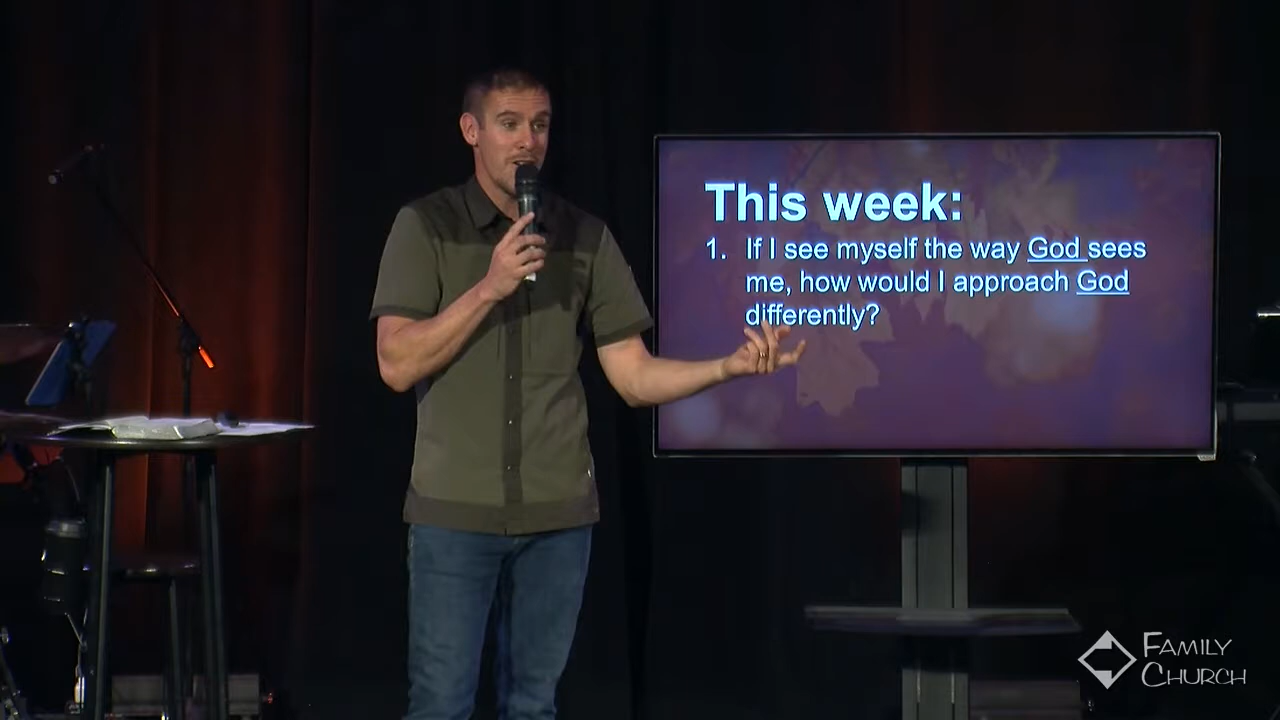 This week:
1. If I see myself the way God sees
me, how would I approach God
differently?
FAMILY
CHURCH